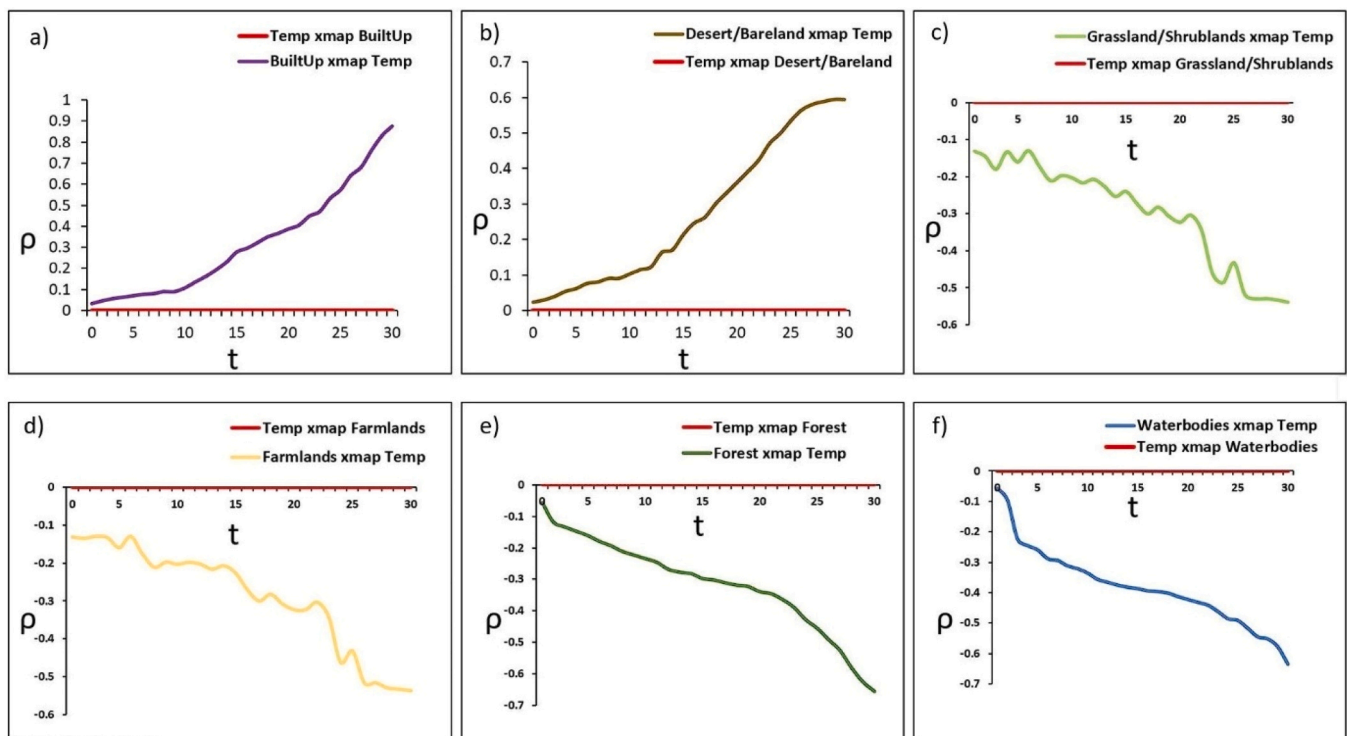 a)
Temp xmap BuiltUp
BuiltUp xmap Temp
1
0.9
0.8
0.7
0.6
0.5
0.4
0.3
0.2
0.1
0
ρ
0 5 10 15 20 25 30
t
b)
Desert/Bareland xmap Temp
Temp xmap Desert/Bareland
0.7
0.6
0.5
0.4
0.3
0.2
0.1
0
ρ
0 5 10 15 20 25 30
t
c)
Grassland/Shrublands xmap Temp
Temp xmap Grassland/Shrublands
0
0 5 10 15 20 25 30
t
-0.1
-0.2
-0.3
-0.4
-0.5
-0.6
ρ
d)
Temp xmap Farmlands
Farmlands xmap Temp
0
0 5 10 15 20 25 30
t
-0.1
-0.2
-0.3
-0.4
-0.5
-0.6
ρ
e)
Temp xmap Forest
Forest xmap Temp
0
0 5 10 15 20 25 30
t
-0.1
-0.2
-0.3
-0.4
-0.5
-0.6
-0.7
ρ
f)
Waterbodies xmap Temp
Temp xmap Waterbodies
0
0 5 10 15 20 25 30
t
-0.1
-0.2
-0.3
-0.4
-0.5
-0.6
-0.7
ρ